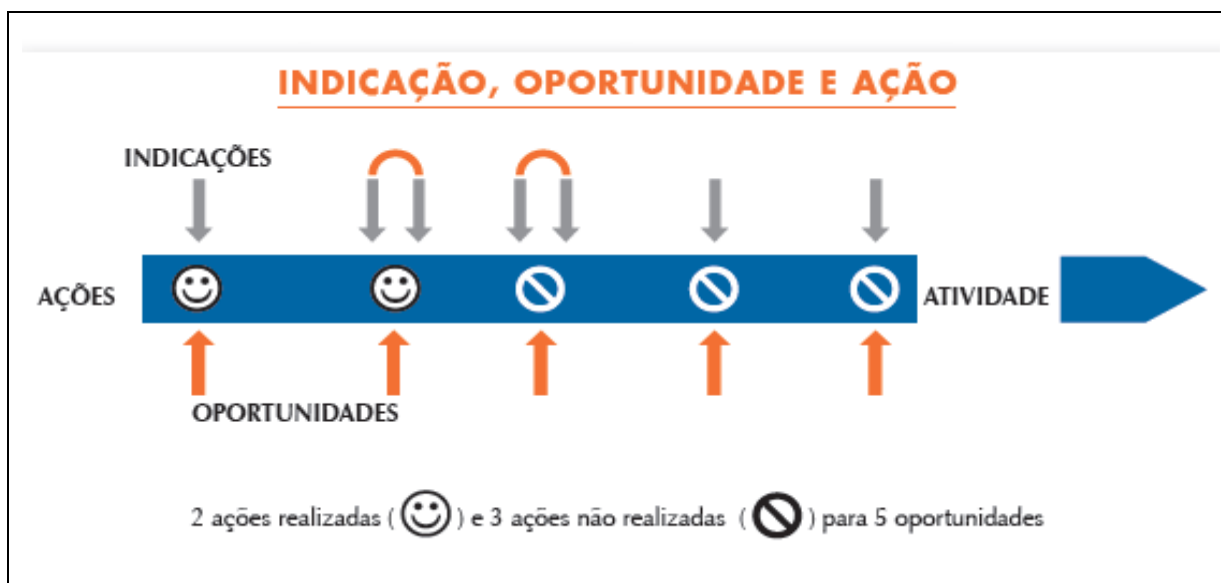 INDICAÇÃO, OPORTUNIDADE E AÇÃO
INDICAÇÕES
AÇÕES
ATIVIDADE
OPORTUNIDADES
2 ações realizadas ( ) e 3 ações não realizadas ( ) para 5 oportunidades